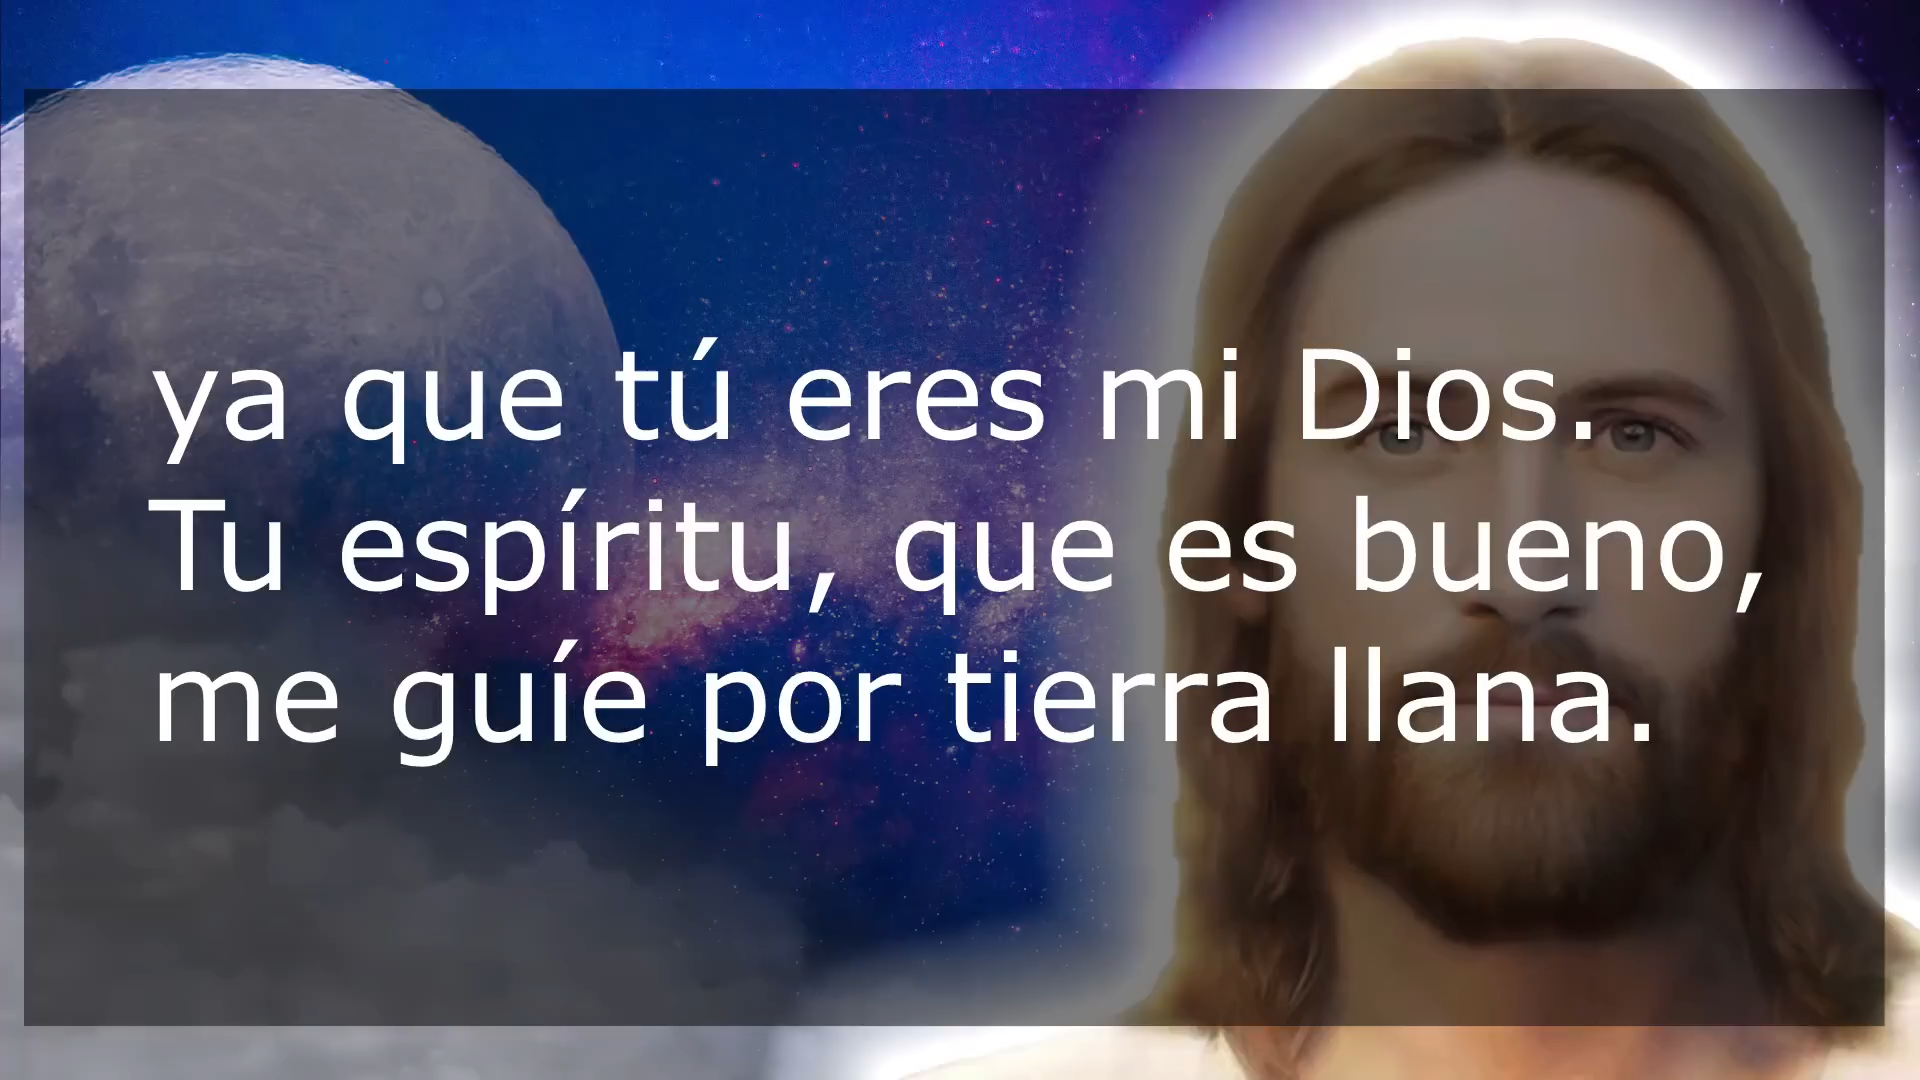 ya que tú eres mi Dios.
Tu espíritu, que es bueno,
me guíe por tierra llana.